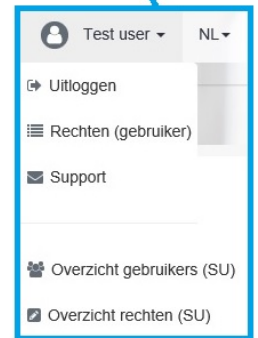 Test user NL
Uitloggen
Rechten (gebruiker)
Support
Overzicht gebruikers (SU)
Overzicht rechten (SU)